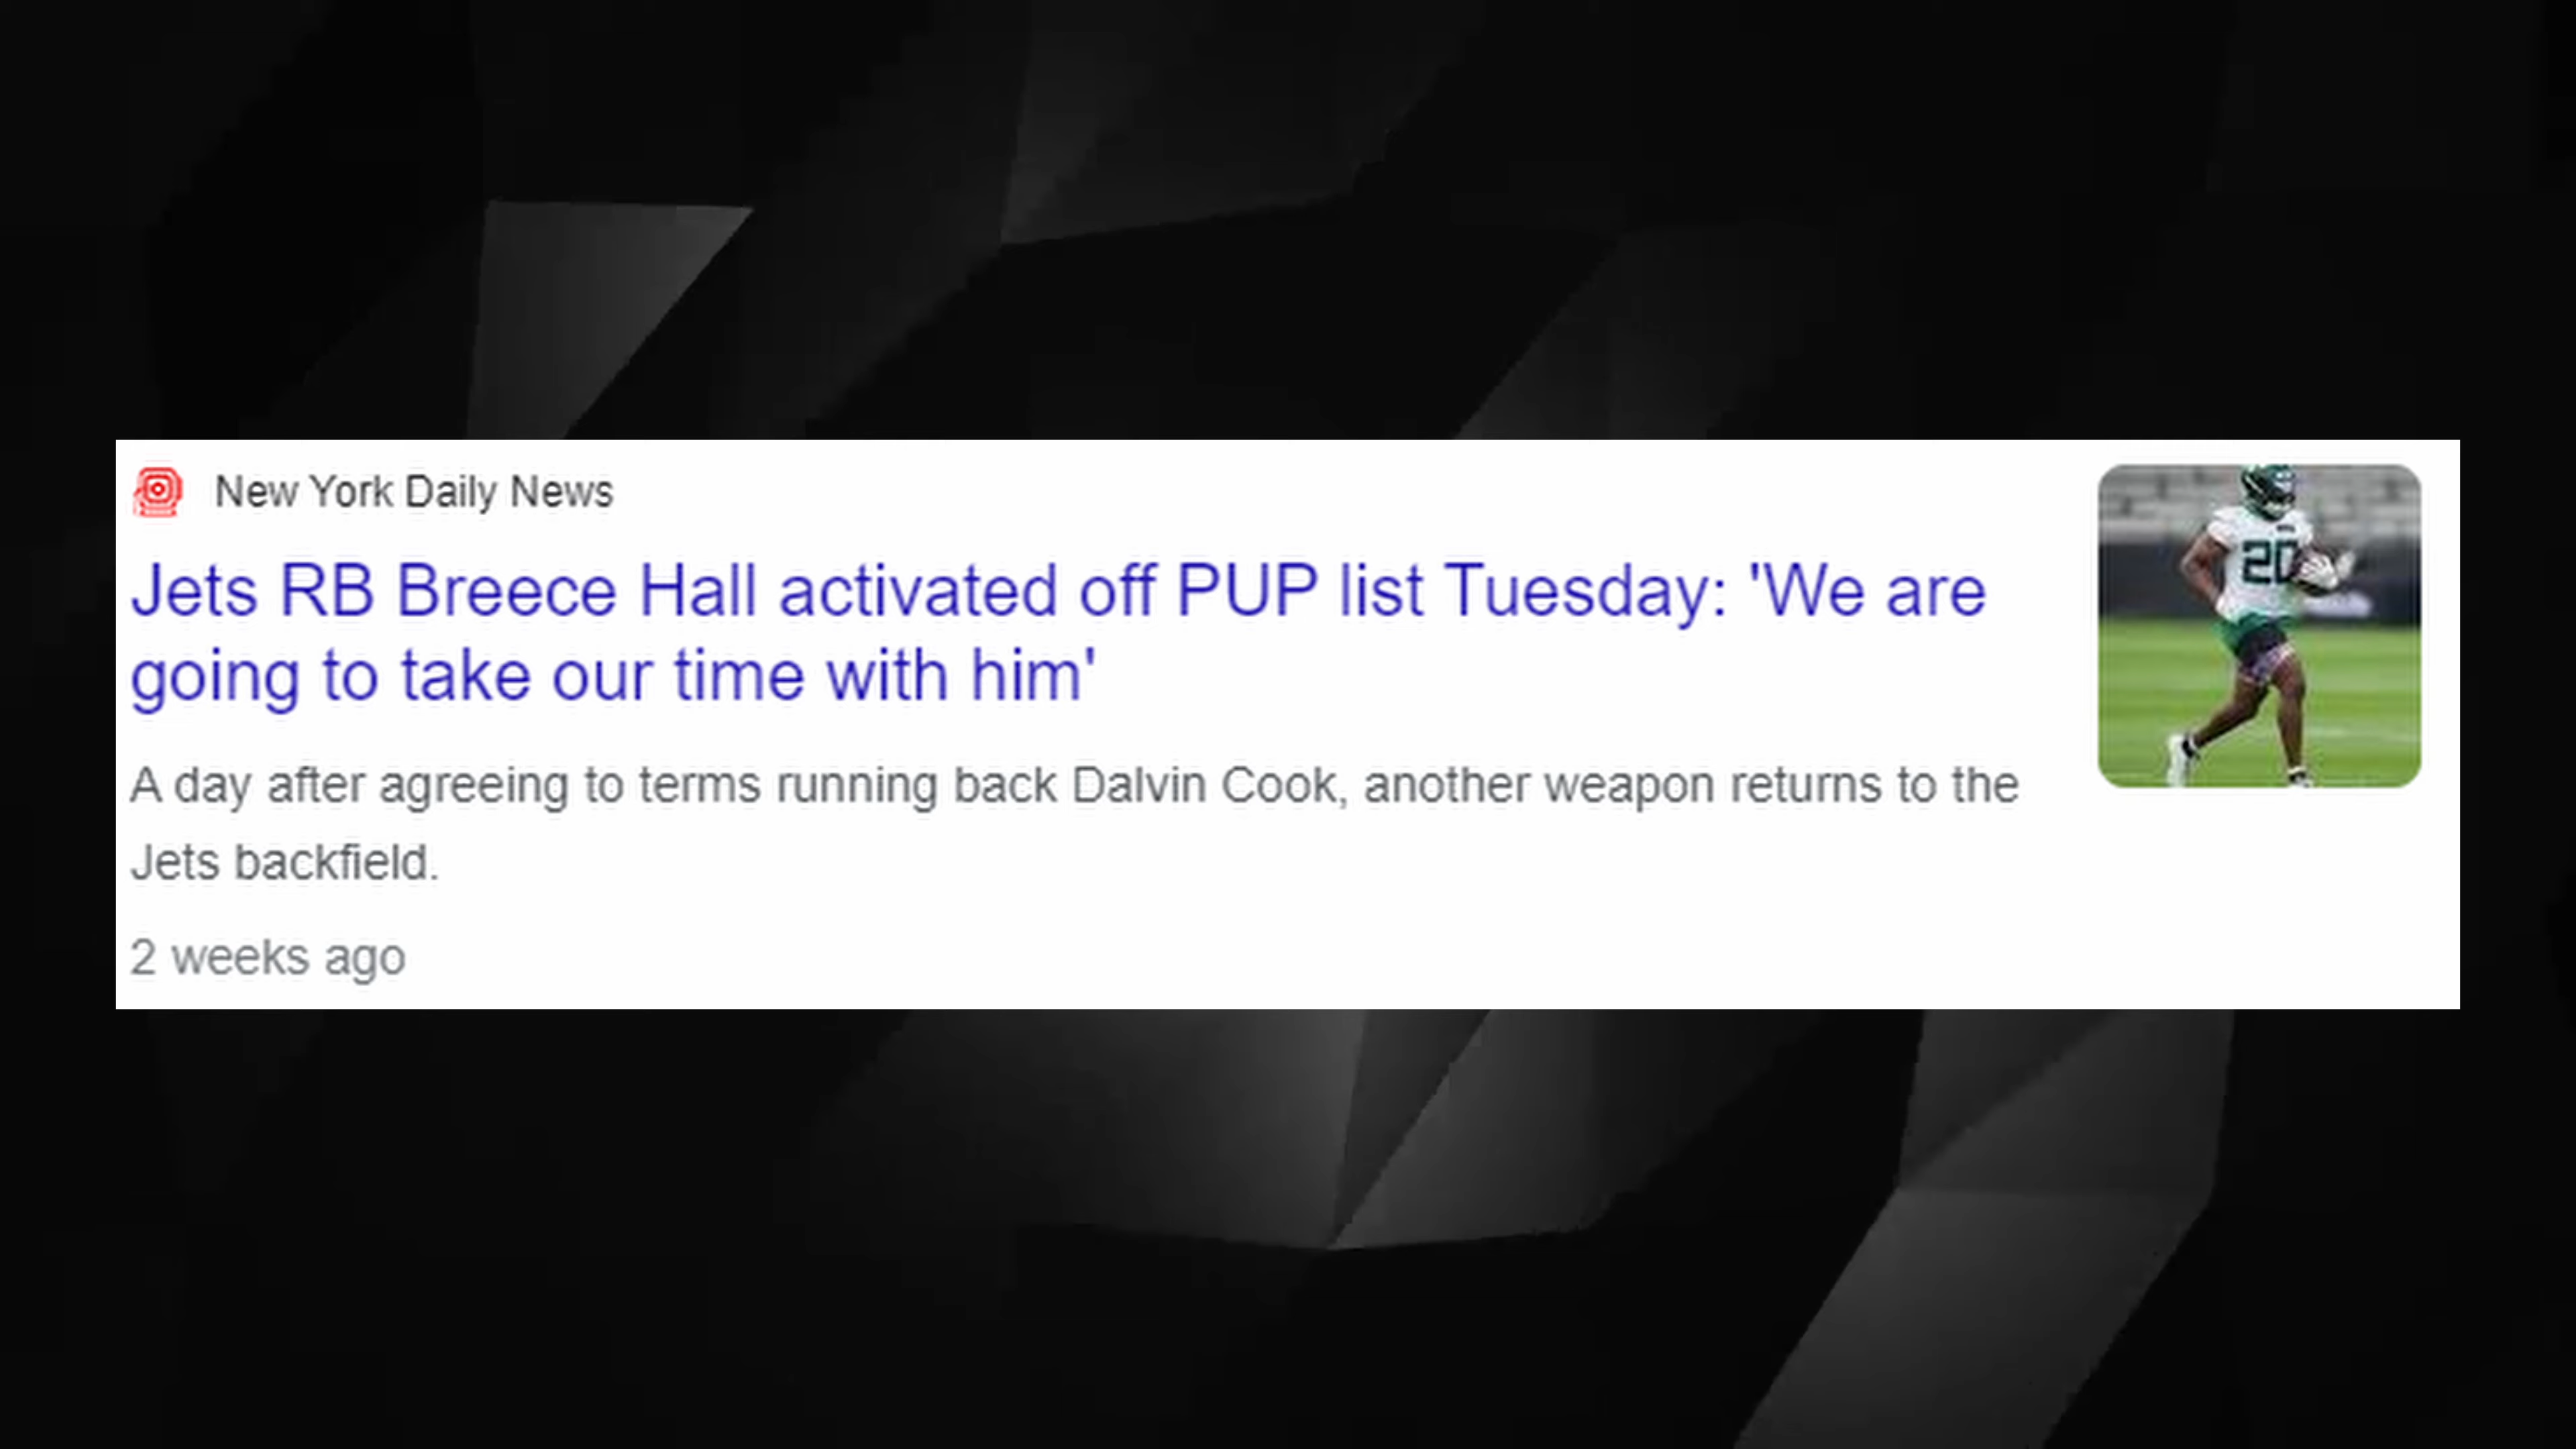 New York Daily News
Jets RB Breece Hall activated off PUP list Tuesday: 'We are
going to take our time with him'
A day after agreeing to terms running back Dalvin Cook, another weapon returns to the
Jets backfield.
2 weeks ago
20